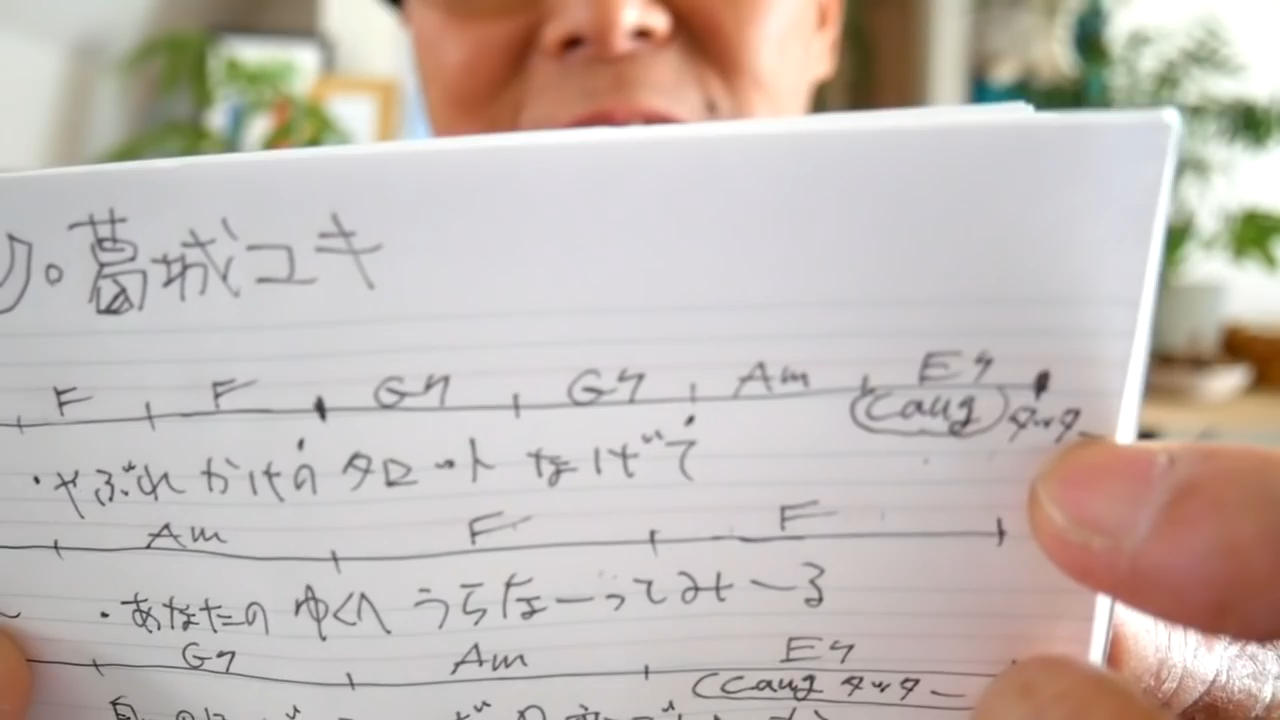 。葛城ユキ
F F G7 G7 Am E7
Caug タッター
・やぶれかけのタロットなげて
Am F F
・あなたのゆくへうらなーってみーる
G7 Am E7
(Caug タッター